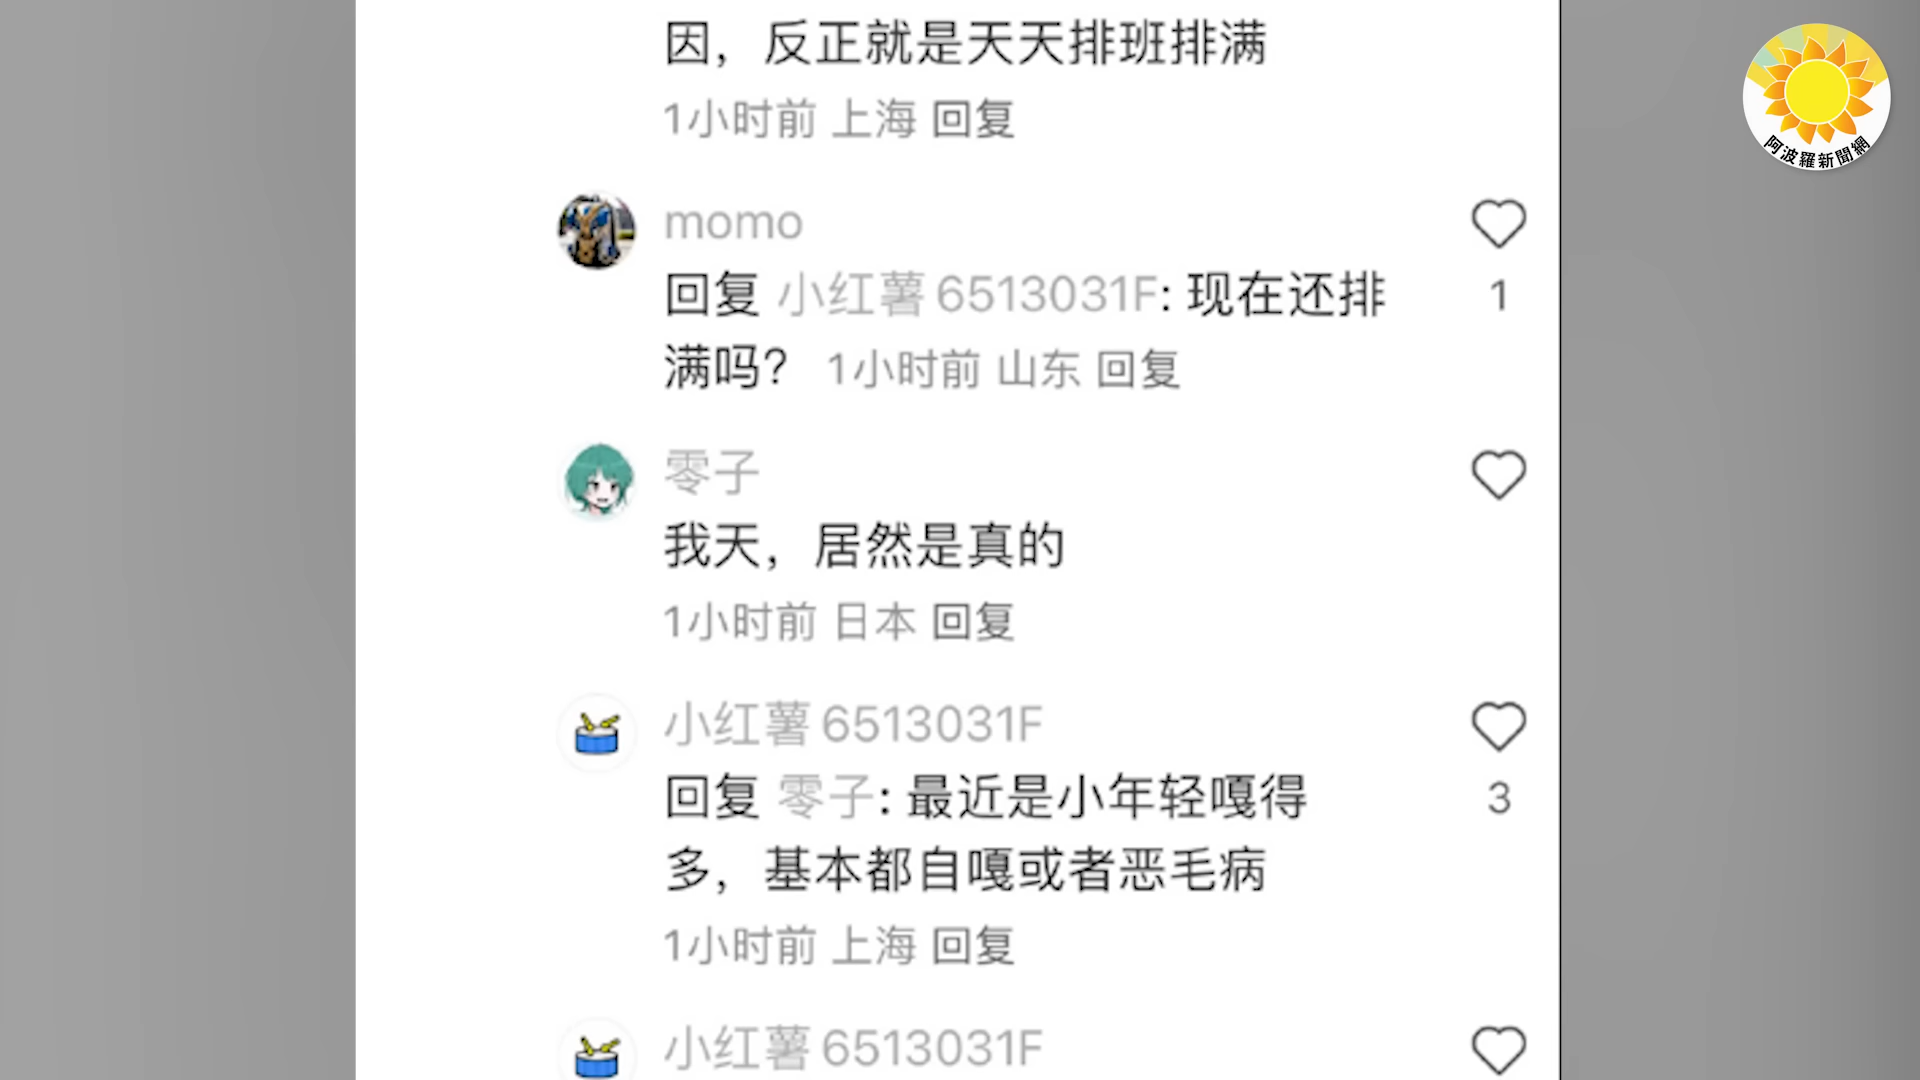 因，反正就是天天排班排满
1小时前 上海 回复
momo
回复 小红薯6513031F: 现在还排
1
满吗？ 1小时前 山东 回复
零子
我天，居然是真的
1小时前 日本 回复
小红薯6513031F
回复 零子: 最近是小年轻嘎得
3
多，基本都自嘎或者恶毛病
1小时前 上海 回复
小红薯6513031F
阿波羅新聞網